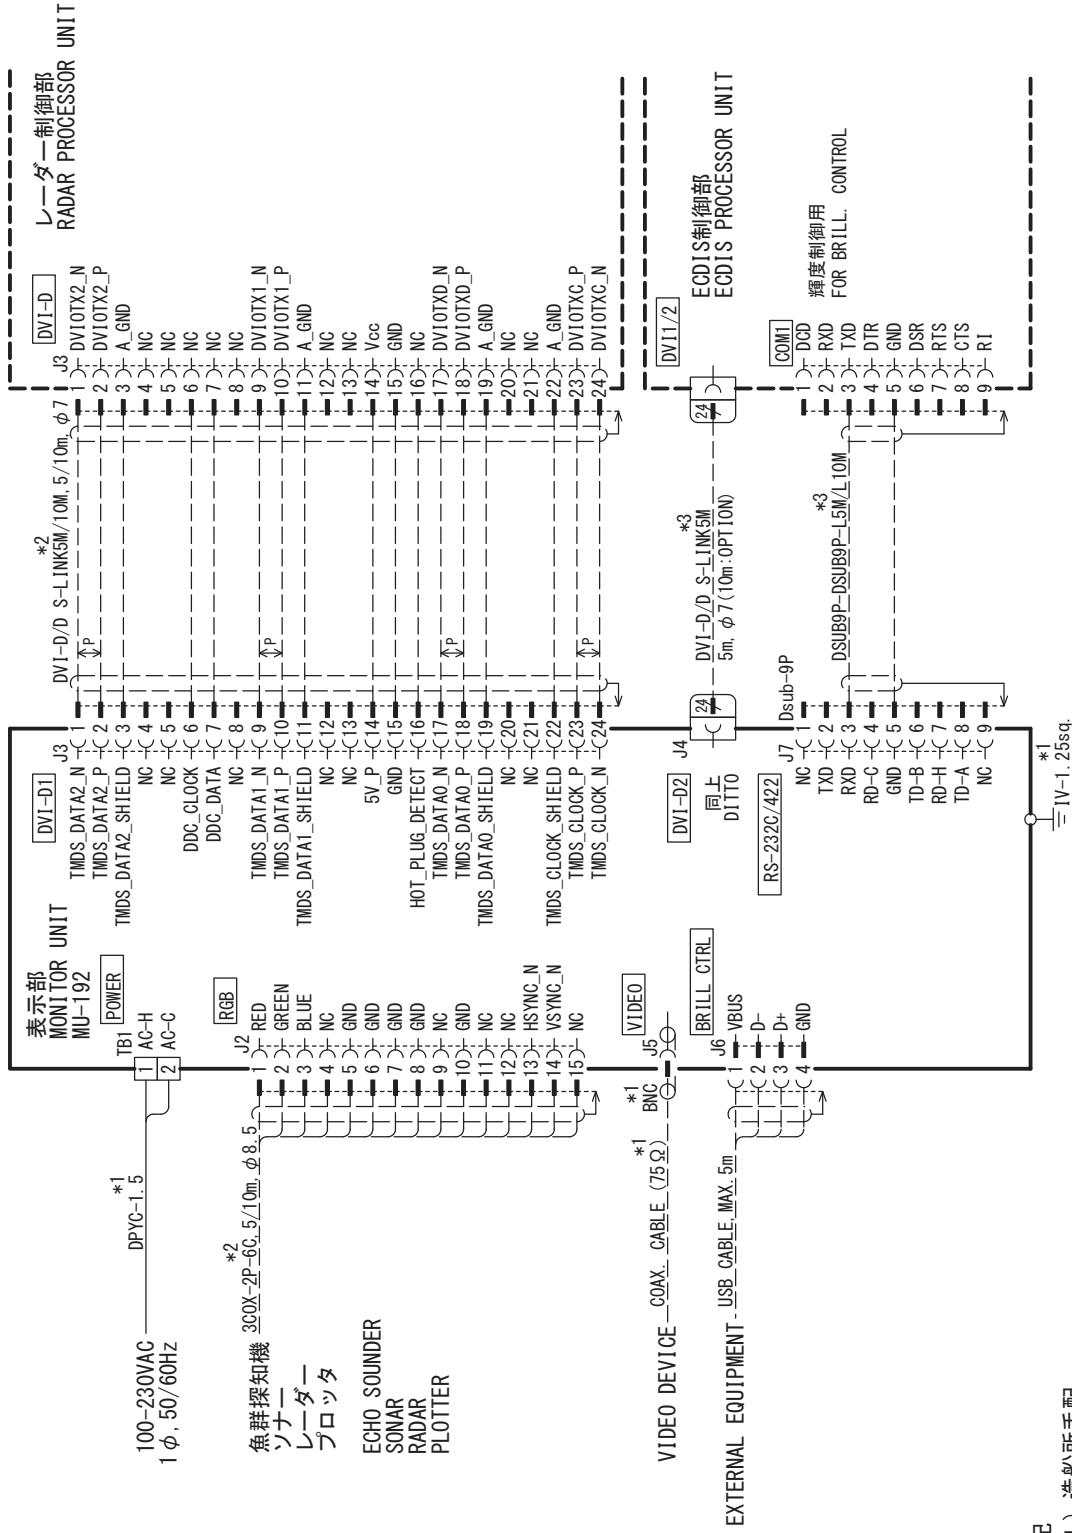 表示部
MONITOR UNIT
MU-192
POWER
TB1
1 AC-H
2 AC-C
100-230VAC
1φ, 50/60Hz
*1
DPYC-1.5
RGB
J2
1 RED
2 GREEN
3 BLUE
4 NC
5 GND
6 GND
7 GND
8 GND
9 NC
10 GND
11 NC
12 NC
13 HSYNC_N
14 VSYNC_N
15 NC
*2
3COX-2P-6C, 5/10m, φ8.5
魚群探知機
ソナー
レーダー
プロッタ
ECHO SOUNDER
SONAR
RADAR
PLOTTER
VIDEO
J5
*1
BNC
*1
COAX. CABLE (75Ω)
VIDEO DEVICE
BRILL CTRL
J6
1 VBUS
2 D-
3 D+
4 GND
USB CABLE, MAX. 5m
EXTERNAL EQUIPMENT
DVI-D1
J3
TMDS_DATA2_N 1
TMDS_DATA2_P 2
TMDS_DATA2_SHIELD 3
NC 4
NC 5
DDC_CLOCK 6
DDC_DATA 7
NC 8
TMDS_DATA1_N 9
TMDS_DATA1_P 10
TMDS_DATA1_SHIELD 11
NC 12
NC 13
5V_P 14
GND 15
HOT_PLUG_DETECT 16
TMDS_DATA0_N 17
TMDS_DATA0_P 18
TMDS_DATA0_SHIELD 19
NC 20
NC 21
TMDS_CLOCK_SHIELD 22
TMDS_CLOCK_P 23
TMDS_CLOCK_N 24
*2
DVI-D/D S-LINK5M/10M, 5/10m, φ7
P
P
P
P
レーダー制御部
RADAR PROCESSOR UNIT
DVI-D
J3
1 DVIOTX2_N
2 DVIOTX2_P
3 A_GND
4 NC
5 NC
6 NC
7 NC
8 NC
9 DVIOTX1_N
10 DVIOTX1_P
11 A_GND
12 NC
13 NC
14 Vcc
15 GND
16 NC
17 DVIOTXD_N
18 DVIOTXD_P
19 A_GND
20 NC
21 NC
22 A_GND
23 DVIOTXC_P
24 DVIOTXC_N
DVI-D2
J4
同上
DITTO
24
*3
DVI-D/D S-LINK5M
5m, φ7(10m:OPTION)
24
DVI1/2
ECDIS制御部
ECDIS PROCESSOR UNIT
RS-232C/422
J7
Dsub-9P
NC 1
TXD 2
RXD 3
RD-C 4
GND 5
TD-B 6
RD-H 7
TD-A 8
NC 9
*3
DSUB9P-DSUB9P-L5M/L10M
COM1
1 DCD
2 RXD
3 TXD
4 DTR
5 GND
6 DSR
7 RTS
8 CTS
9 RI
輝度制御用
FOR BRILL. CONTROL
*1
IV-1.25sq.